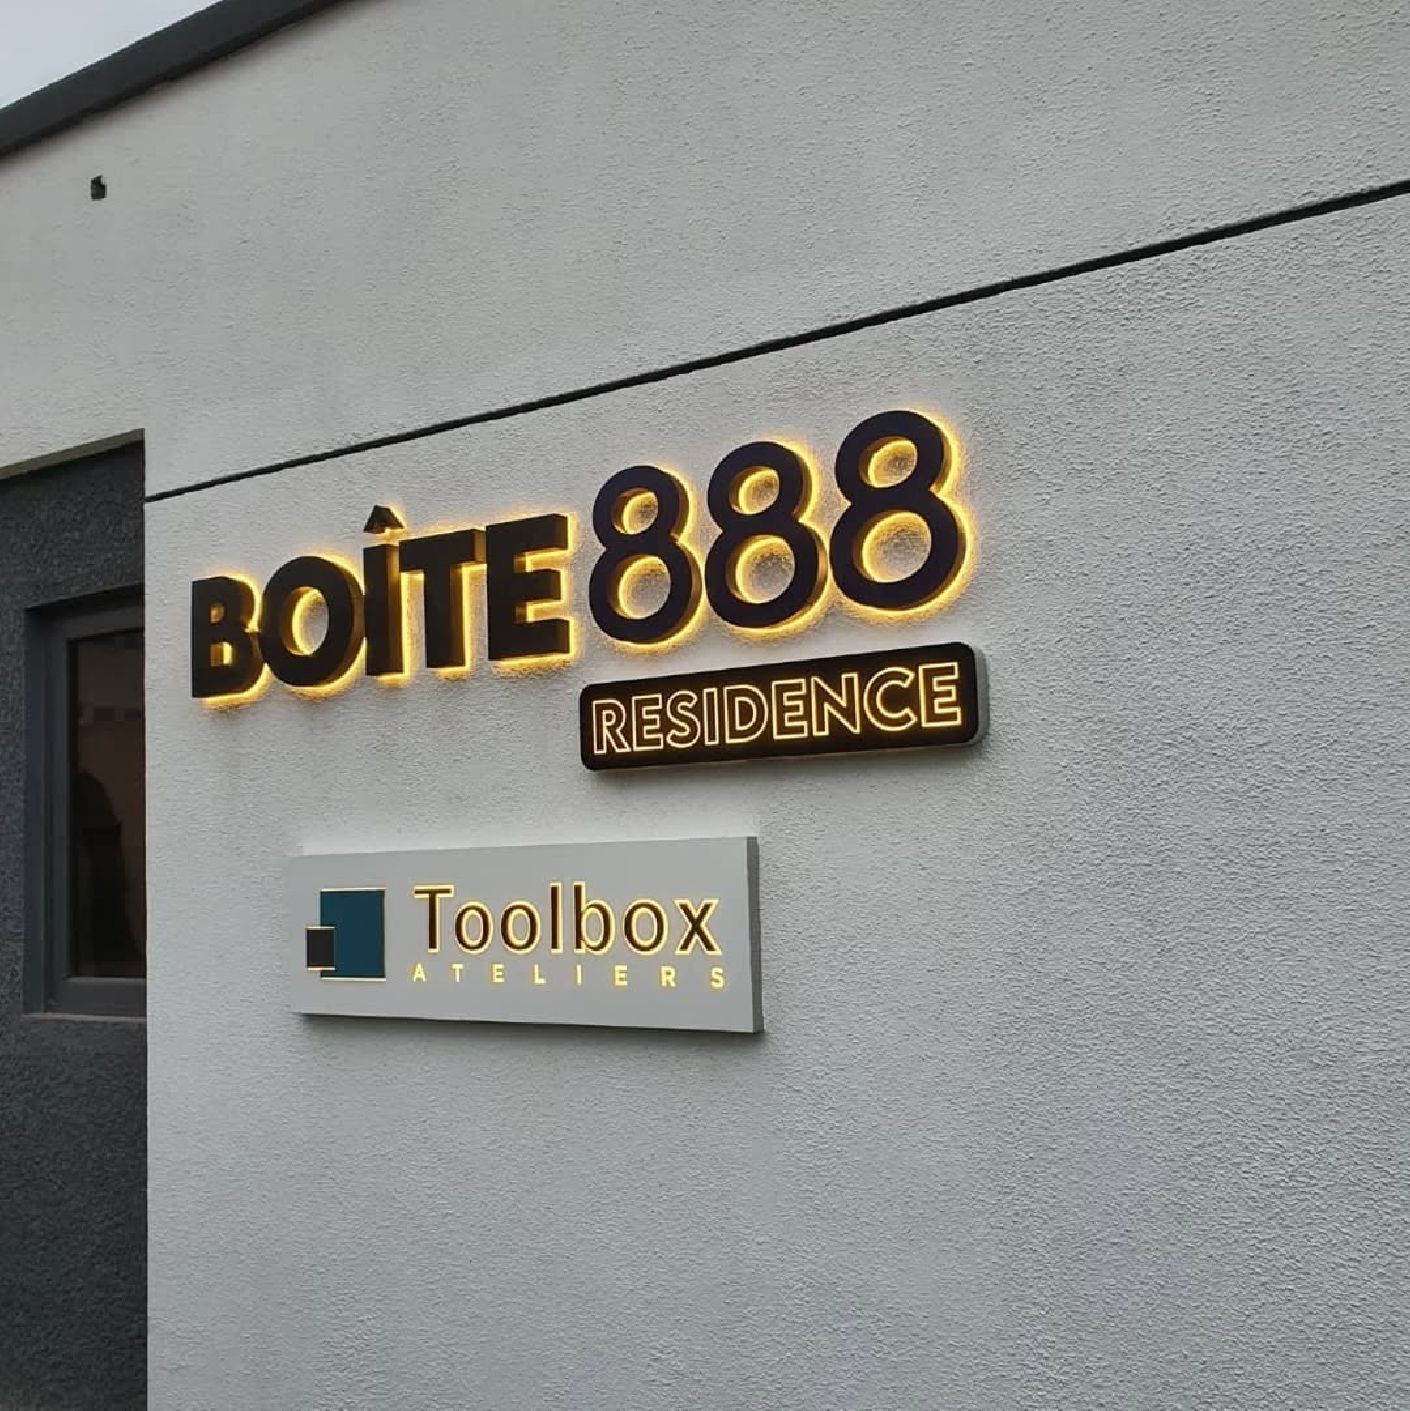 BOÎTE 888
RESIDENCE
Toolbox
ATELIERS